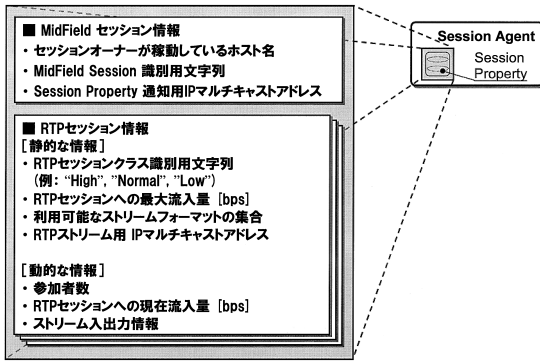 ■ MidField セッション情報
・ セッションオーナーが稼動しているホスト名
・ MidField Session 識別用文字列
・ Session Property 通知用IPマルチキャストアドレス
■ RTPセッション情報
[静的な情報]
・ RTPセッションクラス識別用文字列
(例: “High”, ”Normal”, ”Low”)
・ RTPセッションへの最大流入量 [bps]
・ 利用可能なストリームフォーマットの集合
・ RTPストリーム用 IPマルチキャストアドレス
[動的な情報]
・ 参加者数
・ RTPセッションへの現在流入量 [bps]
・ ストリーム入出力情報
Session Agent
Session
Property